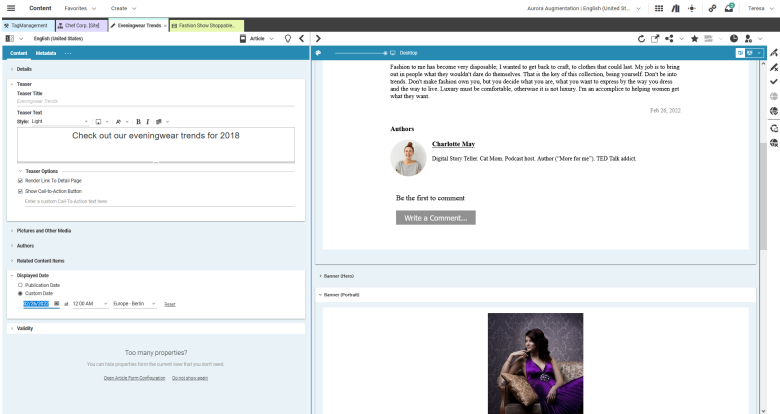 Content
Favorites
Create
Aurora Augmentation | English (United St...
Teresa
TagManagement
Chef Corp. [Site]
Eveningwear Trends
Fashion Show Shoppable...
English (United States)
Article
Content
Metadata
Desktop
Details
Teaser
Teaser Title
Eveningwear Trends
Teaser Text
Style: Light
B I
Check out our eveningwear trends for 2018
Teaser Options
Render Link To Detail Page
Show Call-to-Action Button
Enter a custom Call-To-Action text here.
Pictures and Other Media
Authors
Related Content Items
Displayed Date
Publication Date
Custom Date
at 12:00 AM
Europe - Berlin
Reset
Validity
Too many properties?
You can hide properties form the current view that you don't need.
Open Article Form Configuration
Do not show again
Fashion to me has become very disposable, I wanted to get back to craft, to clothes that could last. My job is to bring
out in people what they wouldn't dare do themselves. That is the key of this collection, being yourself. Don't be into
trends. Don't make fashion own you, but you decide what you are, what you want to express by the way you dress
and the way to live. Luxury must be comfortable, otherwise it is not luxury. I'm an accomplice to helping women get
what they want.
Feb 26, 2022
Authors
Charlotte May
Digital Story Teller. Cat Mom. Podcast host. Author ("More for me"). TED Talk addict.
Be the first to comment
Write a Comment...
Banner (Hero)
Banner (Portrait)